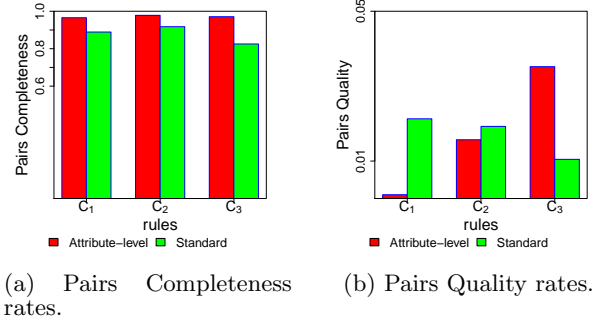 Pairs Completeness
1.0
0.8
0.6
C1 C2 C3
rules
Attribute−level Standard
(a) Pairs Completeness
rates.
Pairs Quality
0.05
0.01
C1 C2 C3
rules
Attribute−level Standard
(b) Pairs Quality rates.